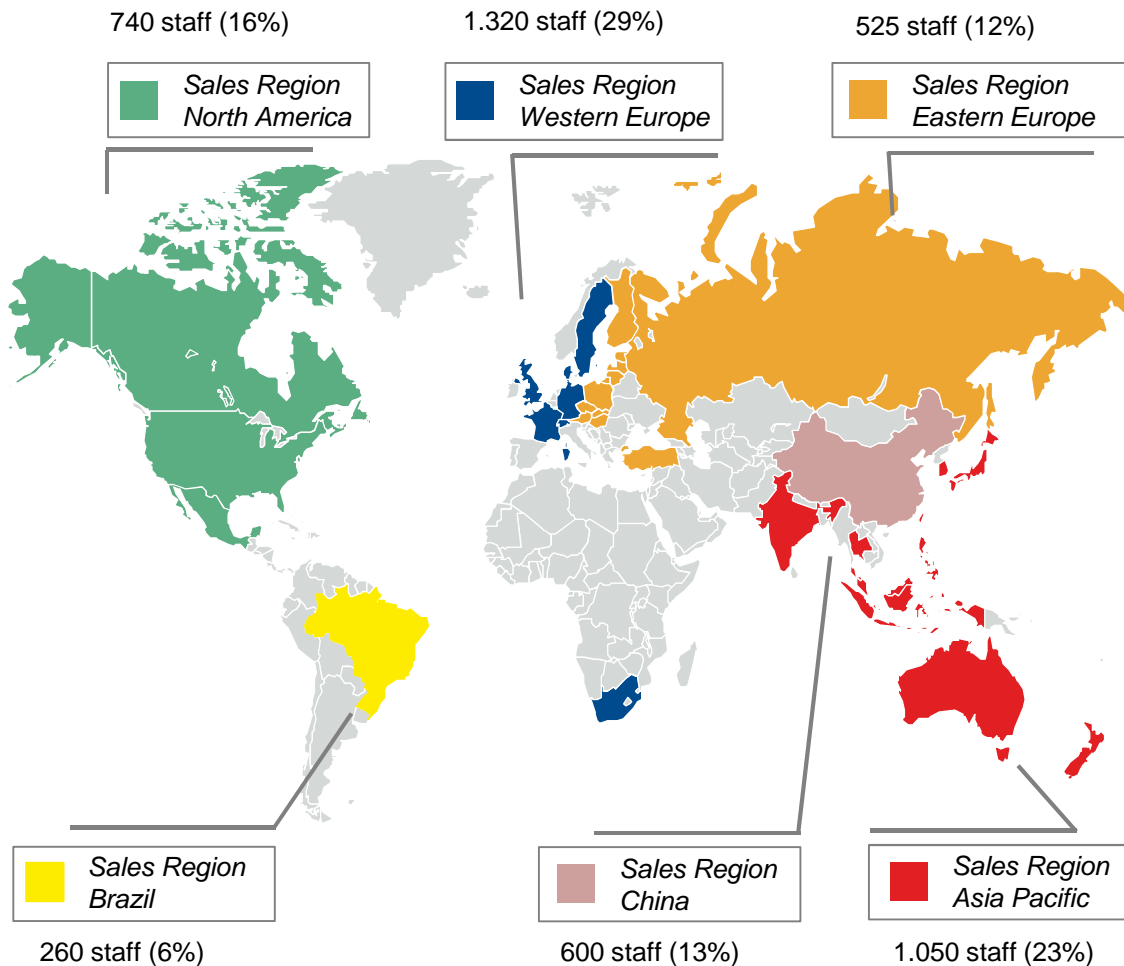 740 staff (16%)
1.320 staff (29%)
525 staff (12%)
Sales Region
North America
Sales Region
Western Europe
Sales Region
Eastern Europe
Sales Region
Brazil
Sales Region
China
Sales Region
Asia Pacific
260 staff (6%)
600 staff (13%)
1.050 staff (23%)